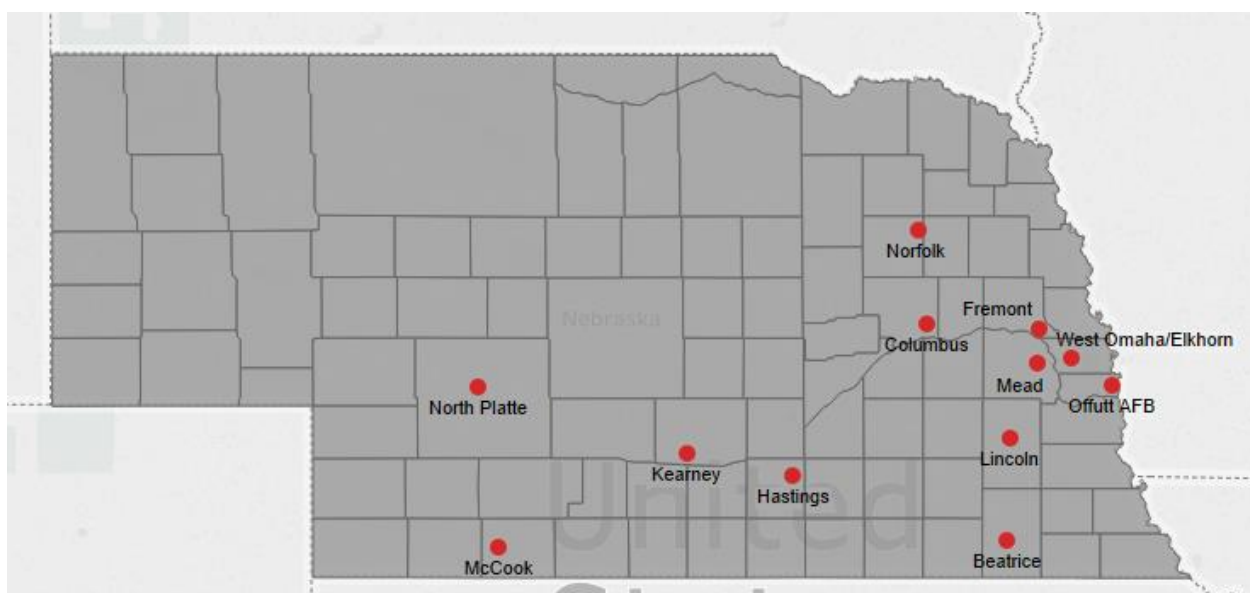 Norfolk
Fremont
Nebraska
West Omaha/Elkhorn
Columbus
Mead
Offutt AFB
North Platte
Lincoln
Kearney
Hastings
United
Beatrice
McCook